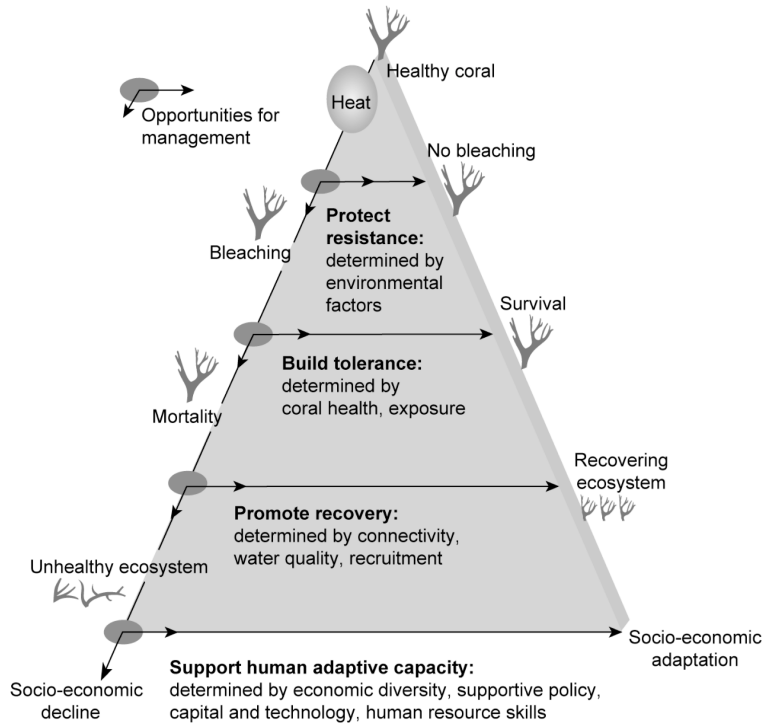 Healthy coral
Heat
Opportunities for
management
No bleaching
Bleaching
Protect
resistance:
determined by
environmental
factors
Survival
Build tolerance:
determined by
coral health, exposure
Mortality
Recovering
ecosystem
Promote recovery:
determined by connectivity,
water quality, recruitment
Unhealthy ecosystem
Socio-economic
adaptation
Socio-economic
decline
Support human adaptive capacity:
determined by economic diversity, supportive policy,
capital and technology, human resource skills